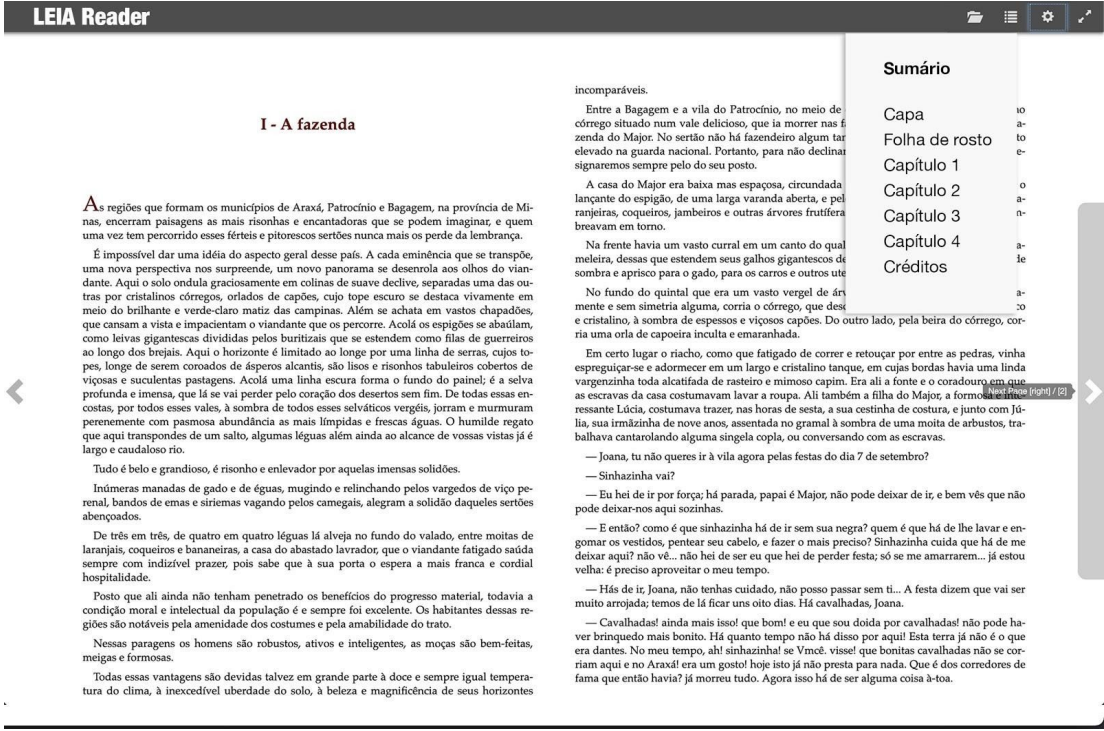 LEIA Reader
I - A fazenda
As regiões que formam os municípios de Araxá, Patrocínio e Bagagem, na província de Mi-
nas, encerram paisagens as mais risonhas e encantadoras que se podem imaginar, e quem
uma vez tem percorrido esses férteis e pitorescos sertões nunca mais os perde da lembrança.
É impossível dar uma idéia do aspecto geral desse país. A cada eminência que se transpõe,
uma nova perspectiva nos surpreende, um novo panorama se desenrola aos olhos do vian-
dante. Aqui o solo ondula graciosamente em colinas de suave declive, separadas uma das ou-
tras por cristalinos córregos, orlados de capões, cujo tope escuro se destaca vivamente em
meio do brilhante e verde-claro matiz das campinas. Além se achata em vastos chapadões,
que cansam a vista e impacientam o viandante que os percorre. Acolá os espigões se abaúlam,
como leivas gigantescas divididas pelos buritizais que se estendem como filas de guerreiros
ao longo dos brejais. Aqui o horizonte é limitado ao longe por uma linha de serras, cujos to-
pes, longe de serem coroados de ásperos alcantis, são lisos e risonhos tabuleiros cobertos de
viçosas e suculentas pastagens. Acolá uma linha escura forma o fundo do painel; é a selva
profunda e imensa, que lá se vai perder pelo coração dos desertos sem fim. De todas essas en-
costas, por todos esses vales, à sombra de todos esses selváticos vergéis, jorram e murmuram
perenemente com pasmosa abundância as mais límpidas e frescas águas. O humilde regato
que aqui transpondes de um salto, algumas léguas além ainda ao alcance de vossas vistas já é
largo e caudaloso rio.
Tudo é belo e grandioso, é risonho e enlevador por aquelas imensas solidões.
Inúmeras manadas de gado e de éguas, mugindo e relinchando pelos vargedos de viço pe-
renal, bandos de emas e siriemas vagando pelos camegais, alegram a solidão daqueles sertões
abençoados.
De três em três, de quatro em quatro léguas lá alveja no fundo do valado, entre moitas de
laranjais, coqueiros e bananeiras, a casa do abastado lavrador, que o viandante fatigado saúda
sempre com indizível prazer, pois sabe que à sua porta o espera a mais franca e cordial
hospitalidade.
Posto que ali ainda não tenham penetrado os benefícios do progresso material, todavia a
condição moral e intelectual da população é e sempre foi excelente. Os habitantes dessas re-
giões são notáveis pela amenidade dos costumes e pela amabilidade do trato.
Nessas paragens os homens são robustos, ativos e inteligentes, as moças são bem-feitas,
meigas e formosas.
Todas essas vantagens são devidas talvez em grande parte à doce e sempre igual tempera-
tura do clima, à inexcedível uberdade do solo, à beleza e magnificência de seus horizontes
incomparáveis.
Entre a Bagagem e a vila do Patrocínio, no meio de
córrego situado num vale delicioso, que ia morrer nas
zenda do Major. No sertão não há fazendeiro algum
elevado na guarda nacional. Portanto, para não
signaremos sempre pelo do seu posto.
A casa do Major era baixa mas espaçosa, circundada o
lançante do espigão, de uma larga varanda aberta, e
ranjeiras, coqueiros, jambeiros e outras árvores
breavam em torno.
Na frente havia um vasto curral em um canto do
meleira, dessas que estendem seus galhos gigantescos de
sombra e aprisco para o gado, para os carros e outros
No fundo do quintal que era um vasto vergel de
mente e sem simetria alguma, corria o córrego, que
e cristalino, à sombra de espessos e viçosos capões. Do outro lado, pela beira do córrego, cor-
ria uma orla de capoeira inculta e emaranhada.
Em certo lugar o riacho, como que fatigado de correr e retouçar por entre as pedras, vinha
espreguiçar-se e adormecer em um largo e cristalino tanque, em cujas bordas havia uma linda
vargenzinha toda alcatifada de rasteiro e mimoso capim. Era ali a fonte e o coradouro em que
as escravas da casa costumavam lavar a roupa. Ali também a filha do Major, a formosa e inte-
ressante Lúcia, costumava trazer, nas horas de sesta, a sua cestinha de costura, e junto com Jú-
lia, sua irmãzinha de nove anos, assentada no gramal à sombra de uma moita de arbustos, tra-
balhava cantarolando alguma singela copla, ou conversando com as escravas.
— Joana, tu não queres ir à vila agora pelas festas do dia 7 de setembro?
— Sinhazinha vai?
— Eu hei de ir por força; há parada, papai é Major, não pode deixar de ir, e bem vês que não
pode deixar-nos aqui sozinhas.
— E então? como é que sinhazinha há de ir sem sua negra? quem é que há de lhe lavar e en-
gomar os vestidos, pentear seu cabelo, e fazer o mais preciso? Sinhazinha cuida que há de me
deixar aqui? não vê... não hei de ser eu que hei de perder festa; só se me amarrarem... já estou
velha: é preciso aproveitar o meu tempo.
— Hás de ir, Joana, não tenhas cuidado, não posso passar sem ti... A festa dizem que vai ser
muito arrojada; temos de lá ficar uns oito dias. Há cavalhadas, Joana.
— Cavalhadas! ainda mais isso! que bom! e eu que sou doida por cavalhadas! não pode ha-
ver brinquedo mais bonito. Há quanto tempo não há disso por aqui! Esta terra já não é o que
era dantes. No meu tempo, ah! sinhazinha! se Vmcê. visse! que bonitas cavalhadas não se cor-
riam aqui e no Araxá! era um gosto! hoje isto já não presta para nada. Que é dos corredores de
fama que então havia? já morreu tudo. Agora isso há de ser alguma coisa à-toa.
Sumário
Capa
Folha de rosto
Capítulo 1
Capítulo 2
Capítulo 3
Capítulo 4
Créditos
Next Page [right] / [2]